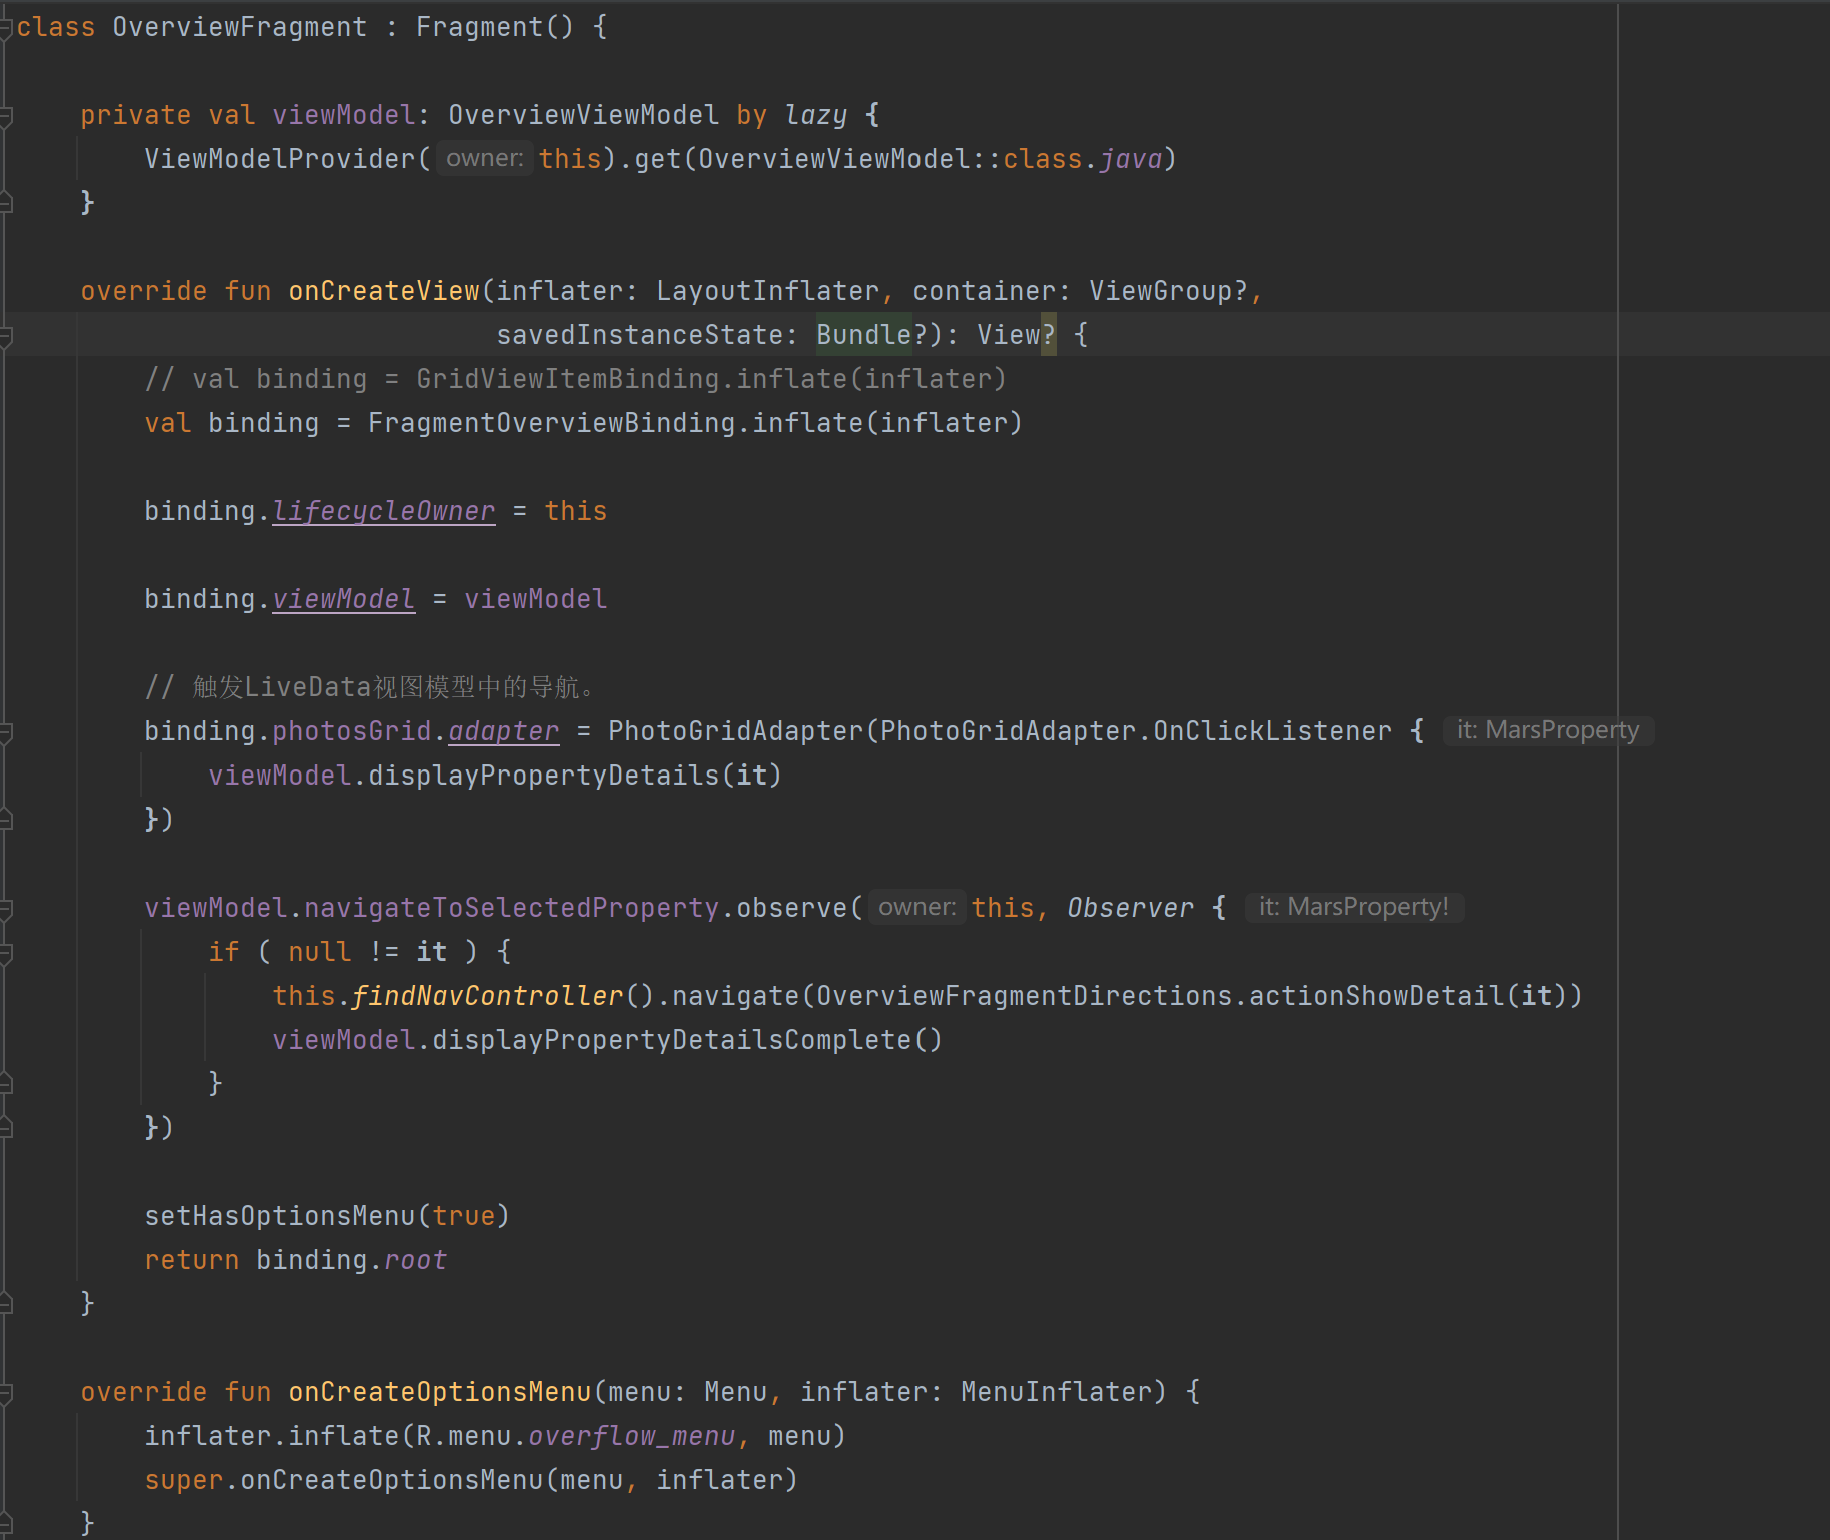 class OverviewFragment : Fragment() {
private val viewModel: OverviewViewModel by lazy {
ViewModelProvider( owner: this).get(OverviewViewModel::class.java)
}
override fun onCreateView(inflater: LayoutInflater, container: ViewGroup?,
savedInstanceState: Bundle?): View? {
// val binding = GridViewItemBinding.inflate(inflater)
val binding = FragmentOverviewBinding.inflate(inflater)
binding.lifecycleOwner = this
binding.viewModel = viewModel
// 触发LiveData视图模型中的导航。
binding.photosGrid.adapter = PhotoGridAdapter(PhotoGridAdapter.OnClickListener { it: MarsProperty
viewModel.displayPropertyDetails(it)
})
viewModel.navigateToSelectedProperty.observe( owner: this, Observer { it: MarsProperty!
if ( null != it ) {
this.findNavController().navigate(OverviewFragmentDirections.actionShowDetail(it))
viewModel.displayPropertyDetailsComplete()
}
})
setHasOptionsMenu(true)
return binding.root
}
override fun onCreateOptionsMenu(menu: Menu, inflater: MenuInflater) {
inflater.inflate(R.menu.overflow_menu, menu)
super.onCreateOptionsMenu(menu, inflater)
}